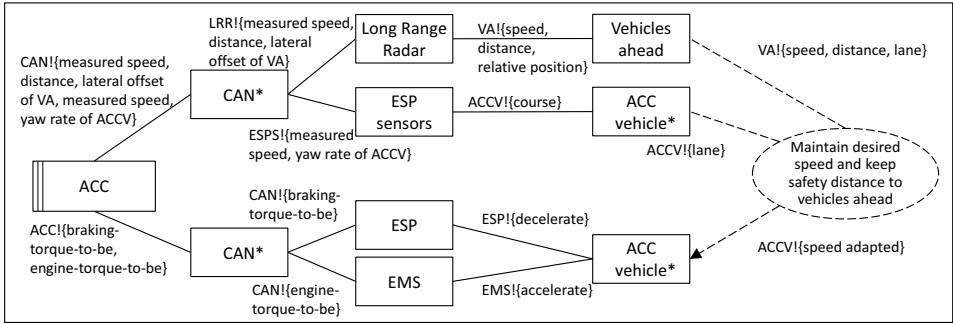 LRR!{measured speed,
distance, lateral
offset of VA}
Long Range
Radar
VA!{speed,
distance,
relative position}
Vehicles
ahead
VA!{speed, distance, lane}
CAN!{measured speed,
distance, lateral offset
of VA, measured speed,
yaw rate of ACCV}
CAN*
ESP
sensors
ACCV!{course}
ACC
vehicle*
ESPS!{measured
speed, yaw rate of ACCV}
ACCV!{lane}
Maintain desired
speed and keep
safety distance to
vehicles ahead
ACC
CAN!{braking-
torque-to-be}
ACC!{braking-
torque-to-be,
engine-torque-to-be}
CAN*
ESP
ESP!{decelerate}
ACC
vehicle*
ACCV!{speed adapted}
CAN!{engine-
torque-to-be}
EMS
EMS!{accelerate}